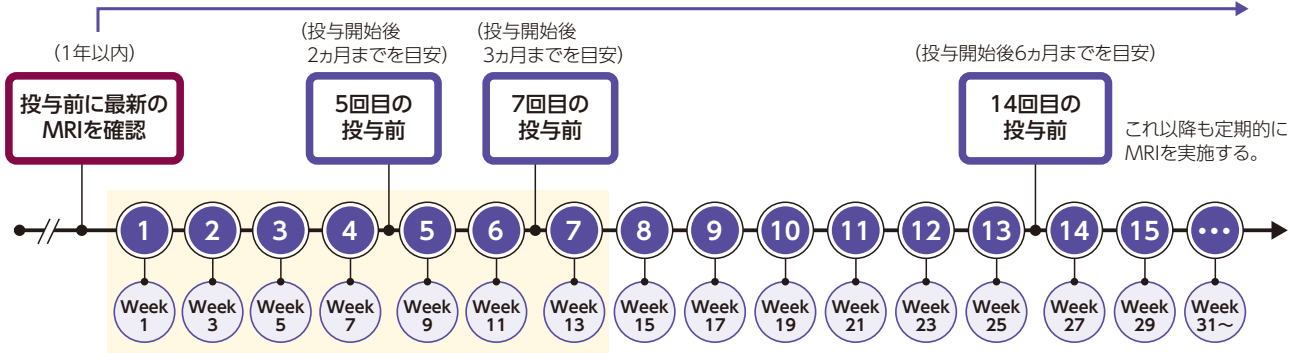 (1年以内)
投与前に最新の
MRIを確認
(投与開始後
2ヵ月までを目安)
5回目の
投与前
(投与開始後
3ヵ月までを目安)
7回目の
投与前
(投与開始後6ヵ月までを目安)
14回目の
投与前
これ以降も定期的に
MRIを実施する。
1 2 3 4 5 6 7 8 9 10 11 12 13 14 15 •••
Week Week Week Week Week Week Week Week Week Week Week Week Week Week Week Week
1 3 5 7 9 11 13 15 17 19 21 23 25 27 29 31〜